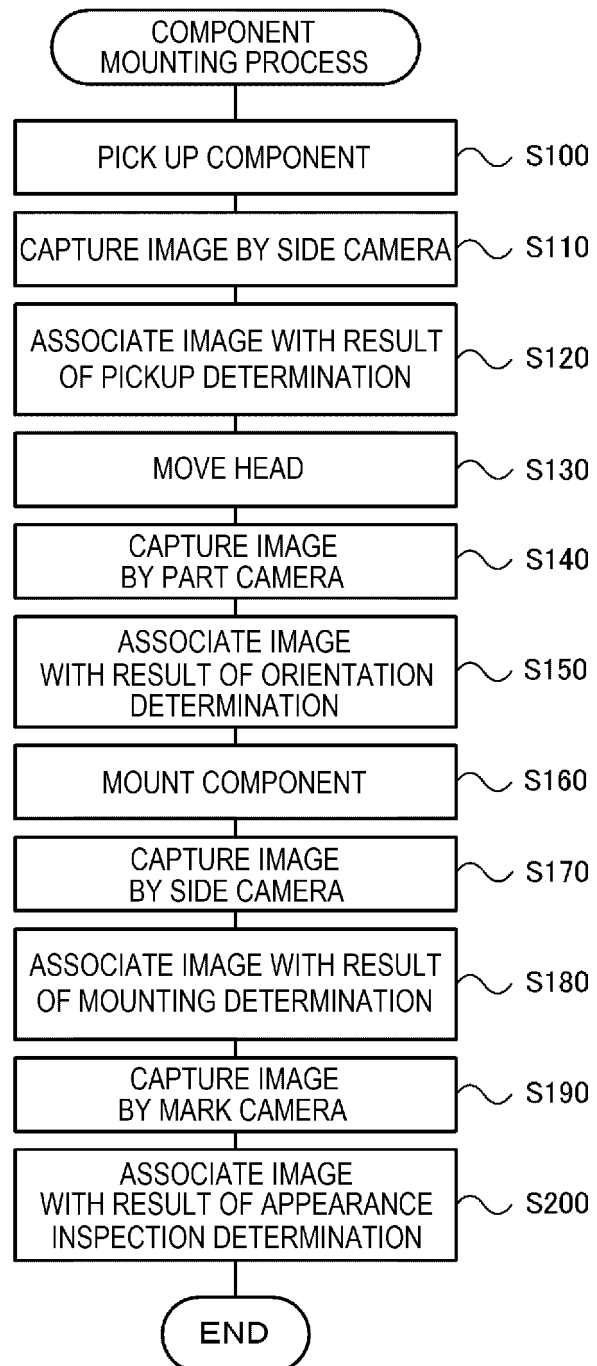 COMPONENT
MOUNTING PROCESS
PICK UP COMPONENT
S100
CAPTURE IMAGE BY SIDE CAMERA
S110
ASSOCIATE IMAGE WITH RESULT
OF PICKUP DETERMINATION
S120
MOVE HEAD
S130
CAPTURE IMAGE
BY PART CAMERA
S140
ASSOCIATE IMAGE
WITH RESULT OF ORIENTATION
DETERMINATION
S150
MOUNT COMPONENT
S160
CAPTURE IMAGE
BY SIDE CAMERA
S170
ASSOCIATE IMAGE WITH RESULT
OF MOUNTING DETERMINATION
S180
CAPTURE IMAGE
BY MARK CAMERA
S190
ASSOCIATE IMAGE
WITH RESULT OF APPEARANCE
INSPECTION DETERMINATION
S200
END